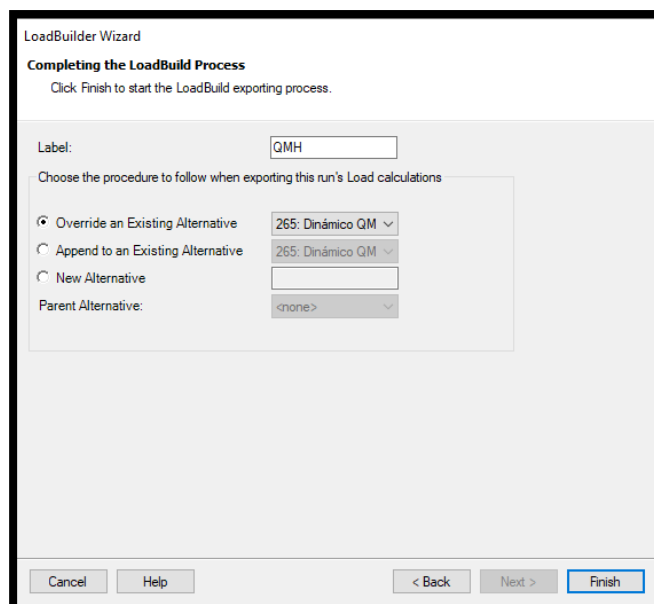 LoadBuilder Wizard
Completing the LoadBuild Process
Click Finish to start the LoadBuild exporting process.
Label: QMH
Choose the procedure to follow when exporting this run's Load calculations
Override an Existing Alternative 265: Dinámico QM
Append to an Existing Alternative 265: Dinámico QM
New Alternative
Parent Alternative: <none>
Cancel Help < Back Next > Finish